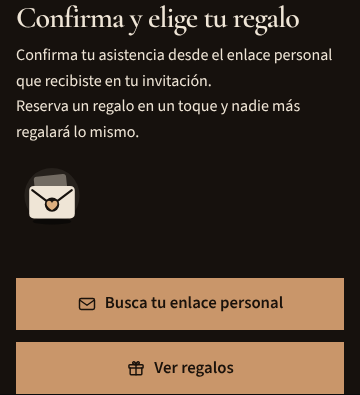 Confirma y elige tu regalo
Confirma tu asistencia desde el enlace personal
que recibiste en tu invitación.
Reserva un regalo en un toque y nadie más
regalará lo mismo.
Busca tu enlace personal
Ver regalos